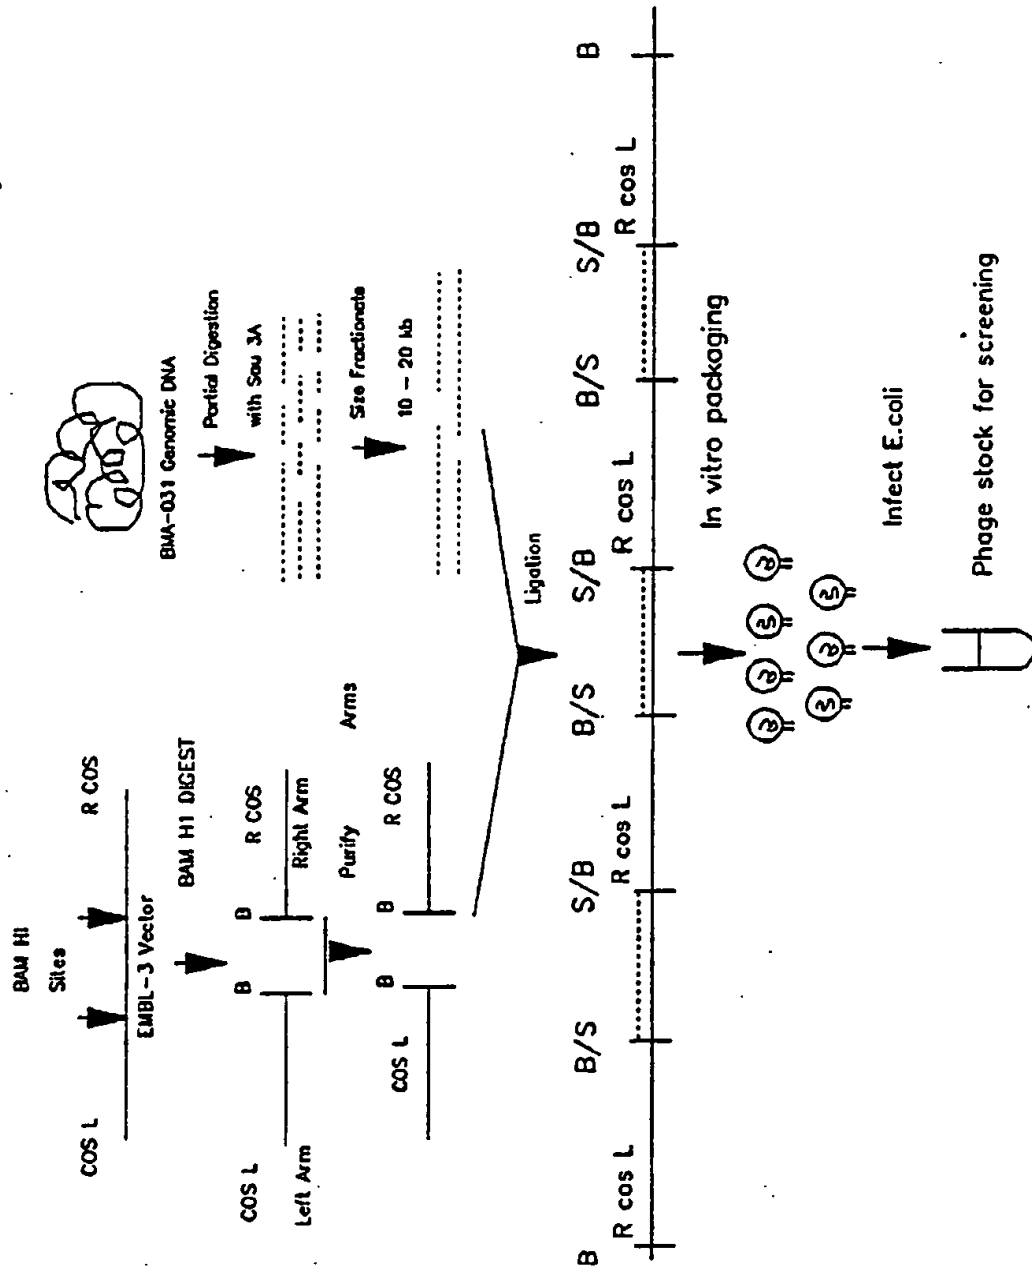 BAM HI
Sites
COS L
R COS
EMBL-3 Vector
BAM H1 DIGEST
COS L
B
B
R COS
Left Arm
Right Arm
Purify Arms
COS L
B
B
R COS
BMA-031 Genomic DNA
Partial Digestion
with Sau 3A
Size Fractionate
10 - 20 kb
Ligation
B
B/S
S/B
B/S
S/B
B/S
S/B
B
R cos L
R cos L
R cos L
R cos L
In vitro packaging
Infect E.coli
Phage stock for screening